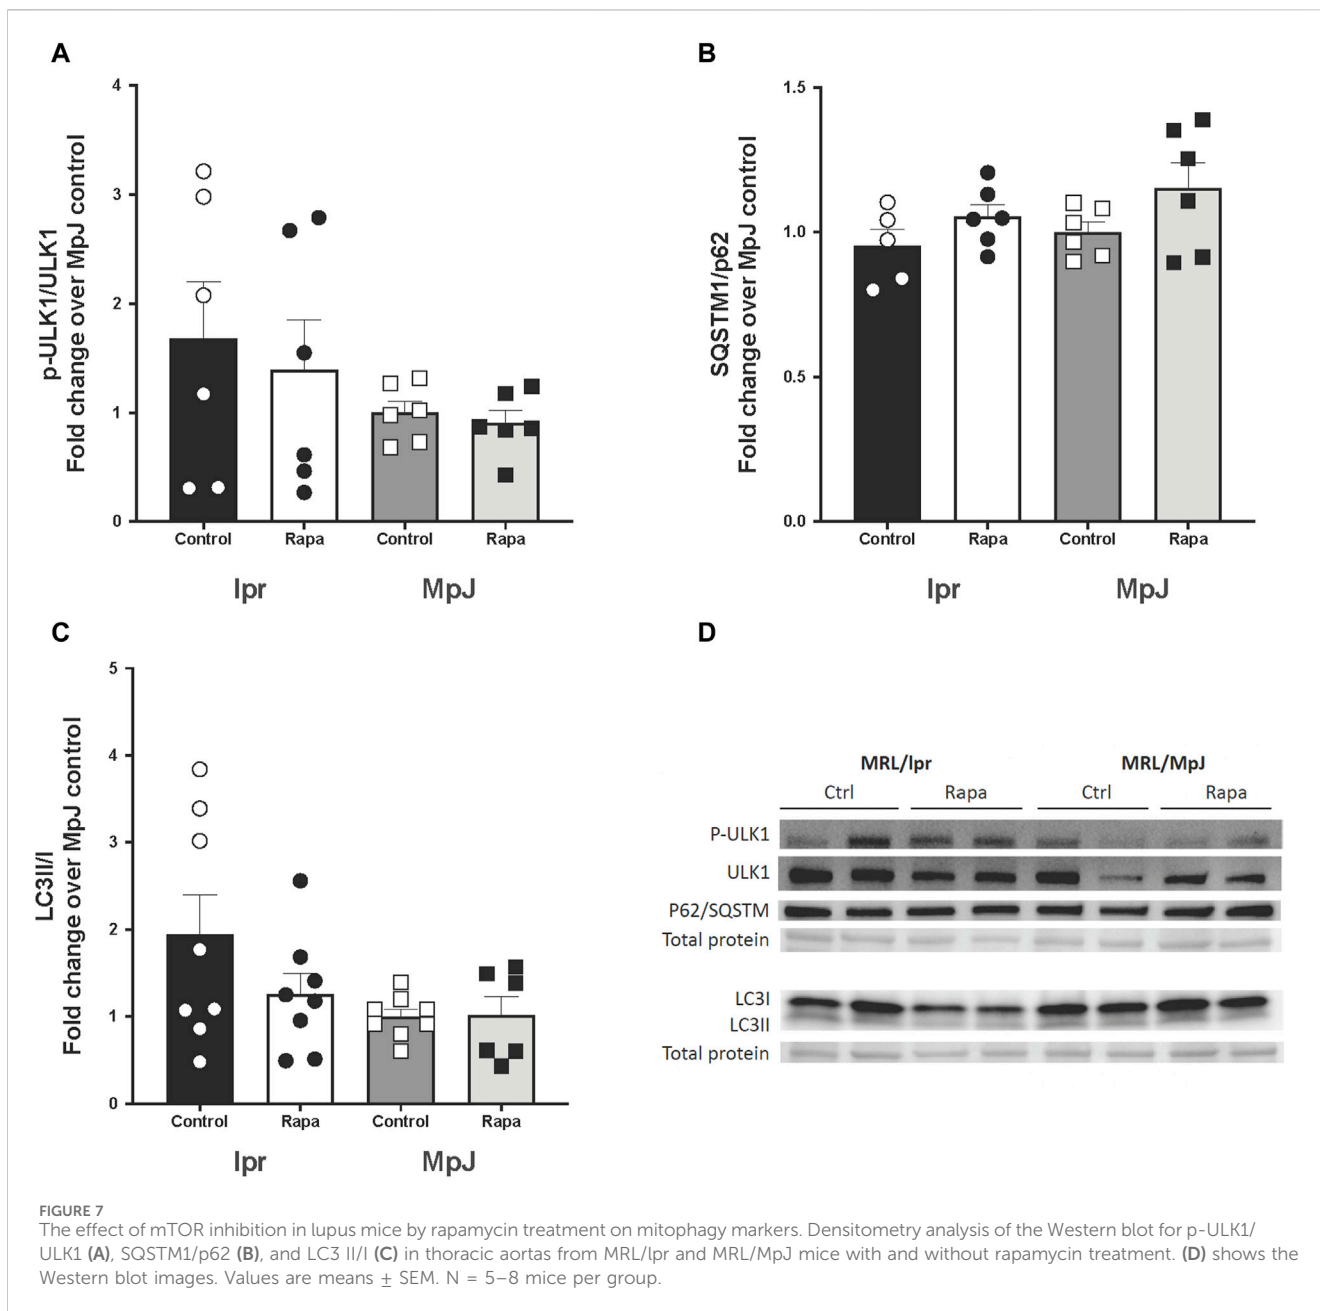 A
p-ULK1/ULK1
Fold change over MpJ control
4
3
2
1
0
Control Rapa Control Rapa
lpr MpJ
B
SQSTM1/p62
Fold change over MpJ control
1.5
1.0
0.5
0.0
Control Rapa Control Rapa
lpr MpJ
C
LC3II/I
Fold change over MpJ control
5
4
3
2
1
0
Control Rapa Control Rapa
lpr MpJ
D
MRL/lpr MRL/MpJ
Ctrl Rapa Ctrl Rapa
P-ULK1
ULK1
P62/SQSTM
Total protein
LC3I
LC3II
Total protein
FIGURE 7
The effect of mTOR inhibition in lupus mice by rapamycin treatment on mitophagy markers. Densitometry analysis of the Western blot for p-ULK1/
ULK1 (A), SQSTM1/p62 (B), and LC3 II/I (C) in thoracic aortas from MRL/lpr and MRL/MpJ mice with and without rapamycin treatment. (D) shows the
Western blot images. Values are means ± SEM. N = 5–8 mice per group.